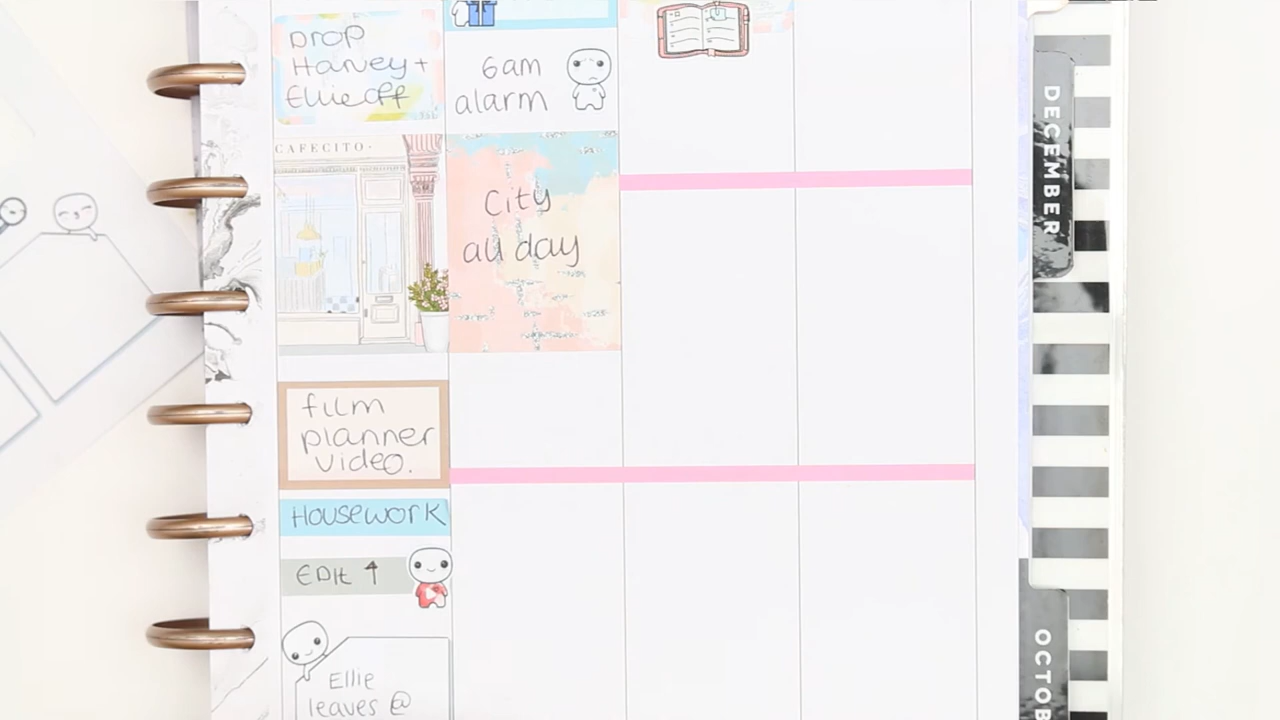 Drop
Harvey +
Ellie off
CAFECITO.
film
planner
video.
HOUSEWORK
EDIT ↑
Ellie
leaves @
6am
alarm
City
all day
DECEMBER
OCTOB